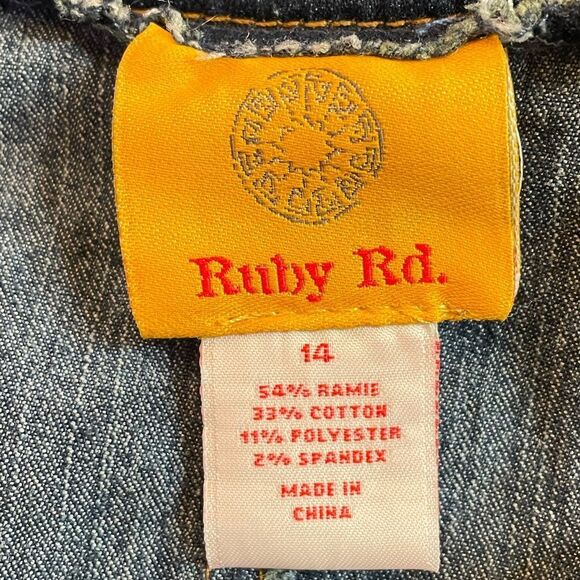 Ruby Rd.
14
54% RAMIE
33% COTTON
11% POLYESTER
2% SPANDEX
MADE IN
CHINA